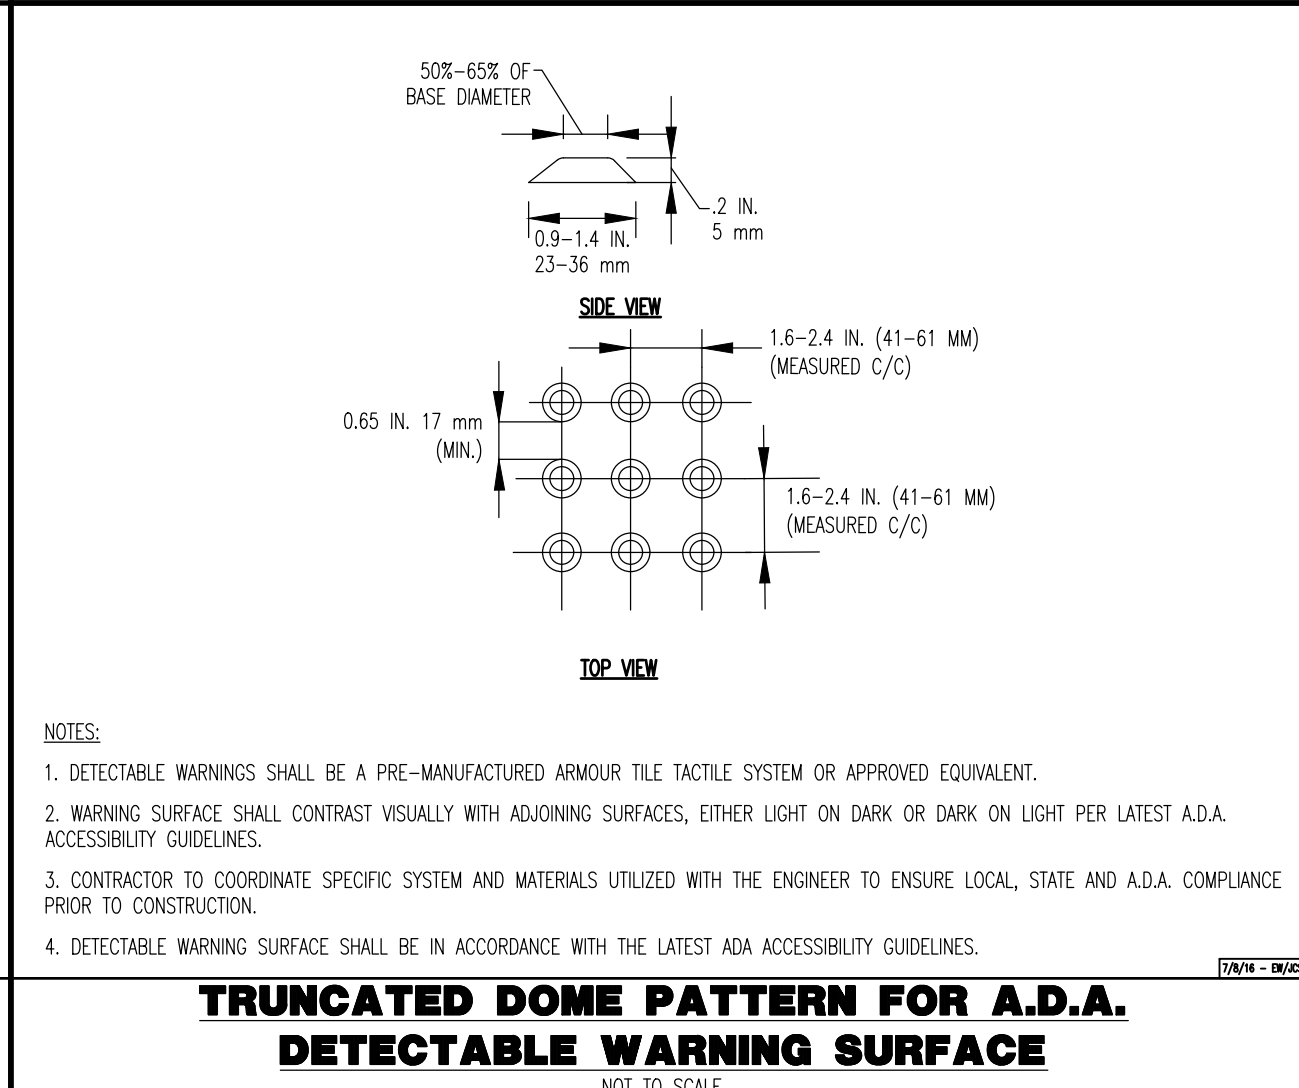 50%-65% OF
BASE DIAMETER
.2 IN.
5 mm
0.9-1.4 IN.
23-36 mm
SIDE VIEW
1.6-2.4 IN. (41-61 MM)
(MEASURED C/C)
0.65 IN. 17 mm
(MIN.)
1.6-2.4 IN. (41-61 MM)
(MEASURED C/C)
TOP VIEW
NOTES:
1. DETECTABLE WARNINGS SHALL BE A PRE-MANUFACTURED ARMOUR TILE TACTILE SYSTEM OR APPROVED EQUIVALENT.
2. WARNING SURFACE SHALL CONTRAST VISUALLY WITH ADJOINING SURFACES, EITHER LIGHT ON DARK OR DARK ON LIGHT PER LATEST A.D.A.
ACCESSIBILITY GUIDELINES.
3. CONTRACTOR TO COORDINATE SPECIFIC SYSTEM AND MATERIALS UTILIZED WITH THE ENGINEER TO ENSURE LOCAL, STATE AND A.D.A. COMPLIANCE
PRIOR TO CONSTRUCTION.
4. DETECTABLE WARNING SURFACE SHALL BE IN ACCORDANCE WITH THE LATEST ADA ACCESSIBILITY GUIDELINES.
7/8/16 - EW/JC
TRUNCATED DOME PATTERN FOR A.D.A.
DETECTABLE WARNING SURFACE
NOT TO SCALE